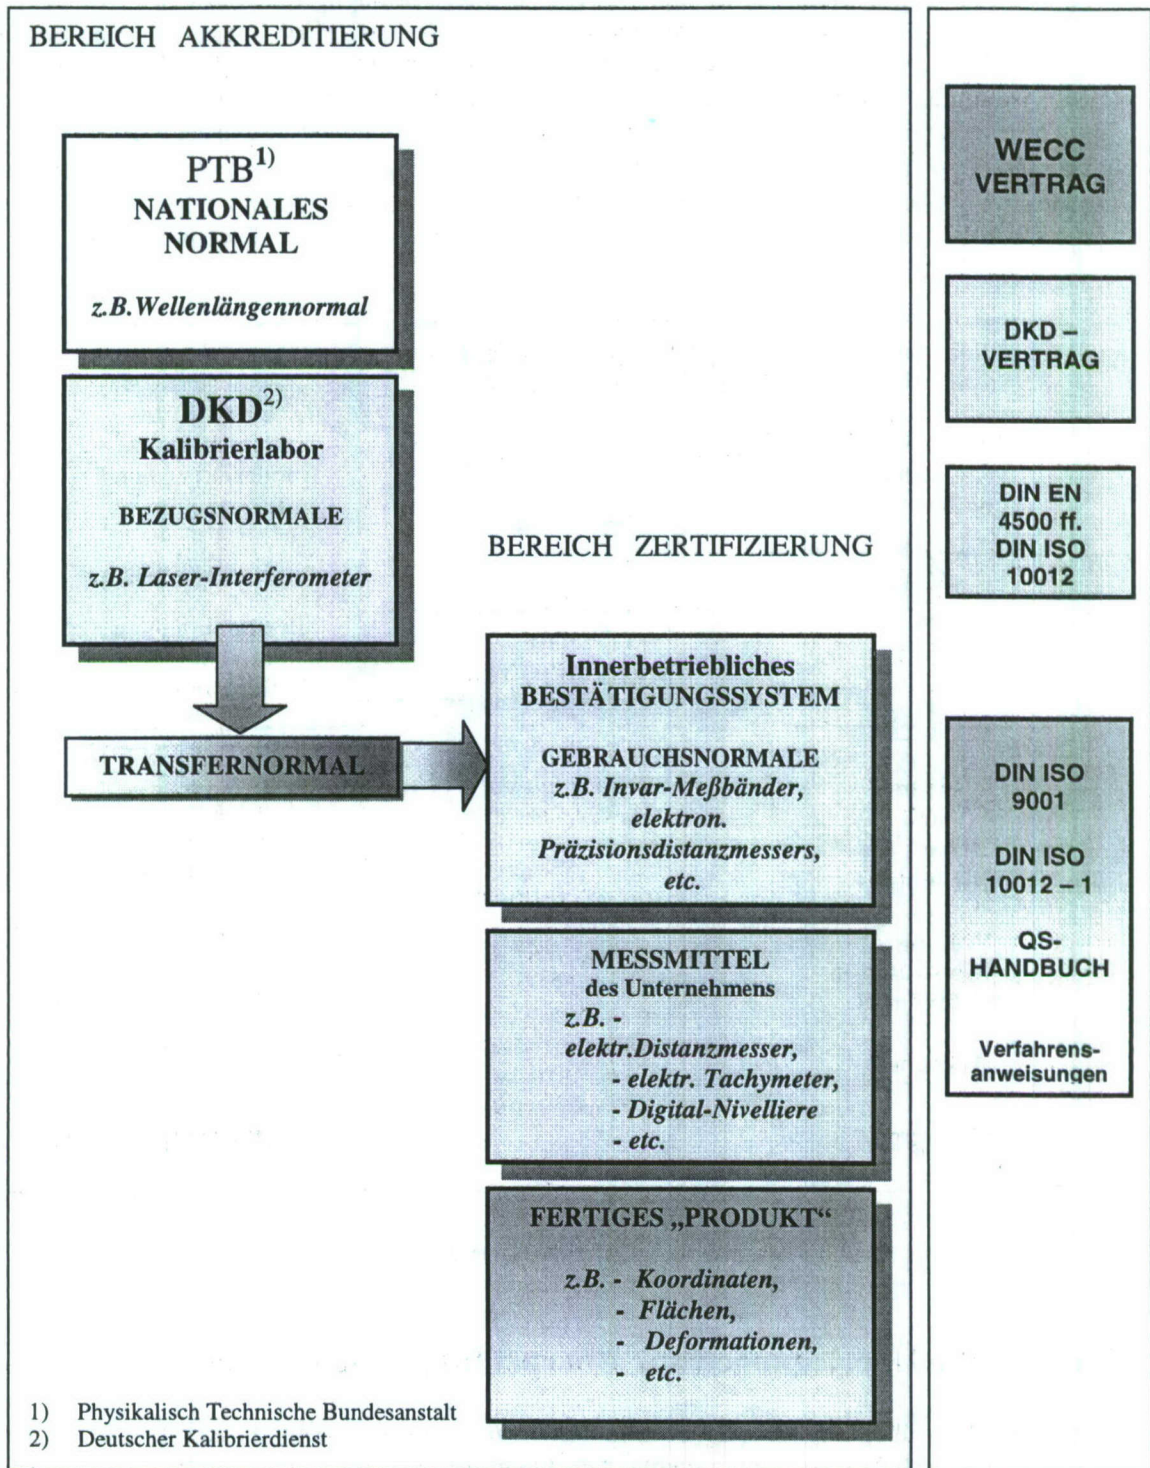 BEREICH AKKREDITIERUNG
PTB1)
NATIONALES
NORMAL
z.B.Wellenlängennormal
DKD2)
Kalibrierlabor
BEZUGSNORMALE
z.B. Laser-Interferometer
TRANSFERNORMAL
BEREICH ZERTIFIZIERUNG
Innerbetriebliches
BESTÄTIGUNGSSYSTEM
GEBRAUCHSNORMALE
z.B. Invar-Meßbänder,
elektron.
Präzisionsdistanzmessers,
etc.
MESSMITTEL
des Unternehmens
z.B. -
elektr.Distanzmesser,
- elektr. Tachymeter,
- Digital-Nivelliere
- etc.
FERTIGES „PRODUKT“
z.B. - Koordinaten,
- Flächen,
- Deformationen,
- etc.
1) Physikalisch Technische Bundesanstalt
2) Deutscher Kalibrierdienst
WECC
VERTRAG
DKD –
VERTRAG
DIN EN
4500 ff.
DIN ISO
10012
DIN ISO
9001
DIN ISO
10012 – 1
QS-
HANDBUCH
Verfahrens-
anweisungen